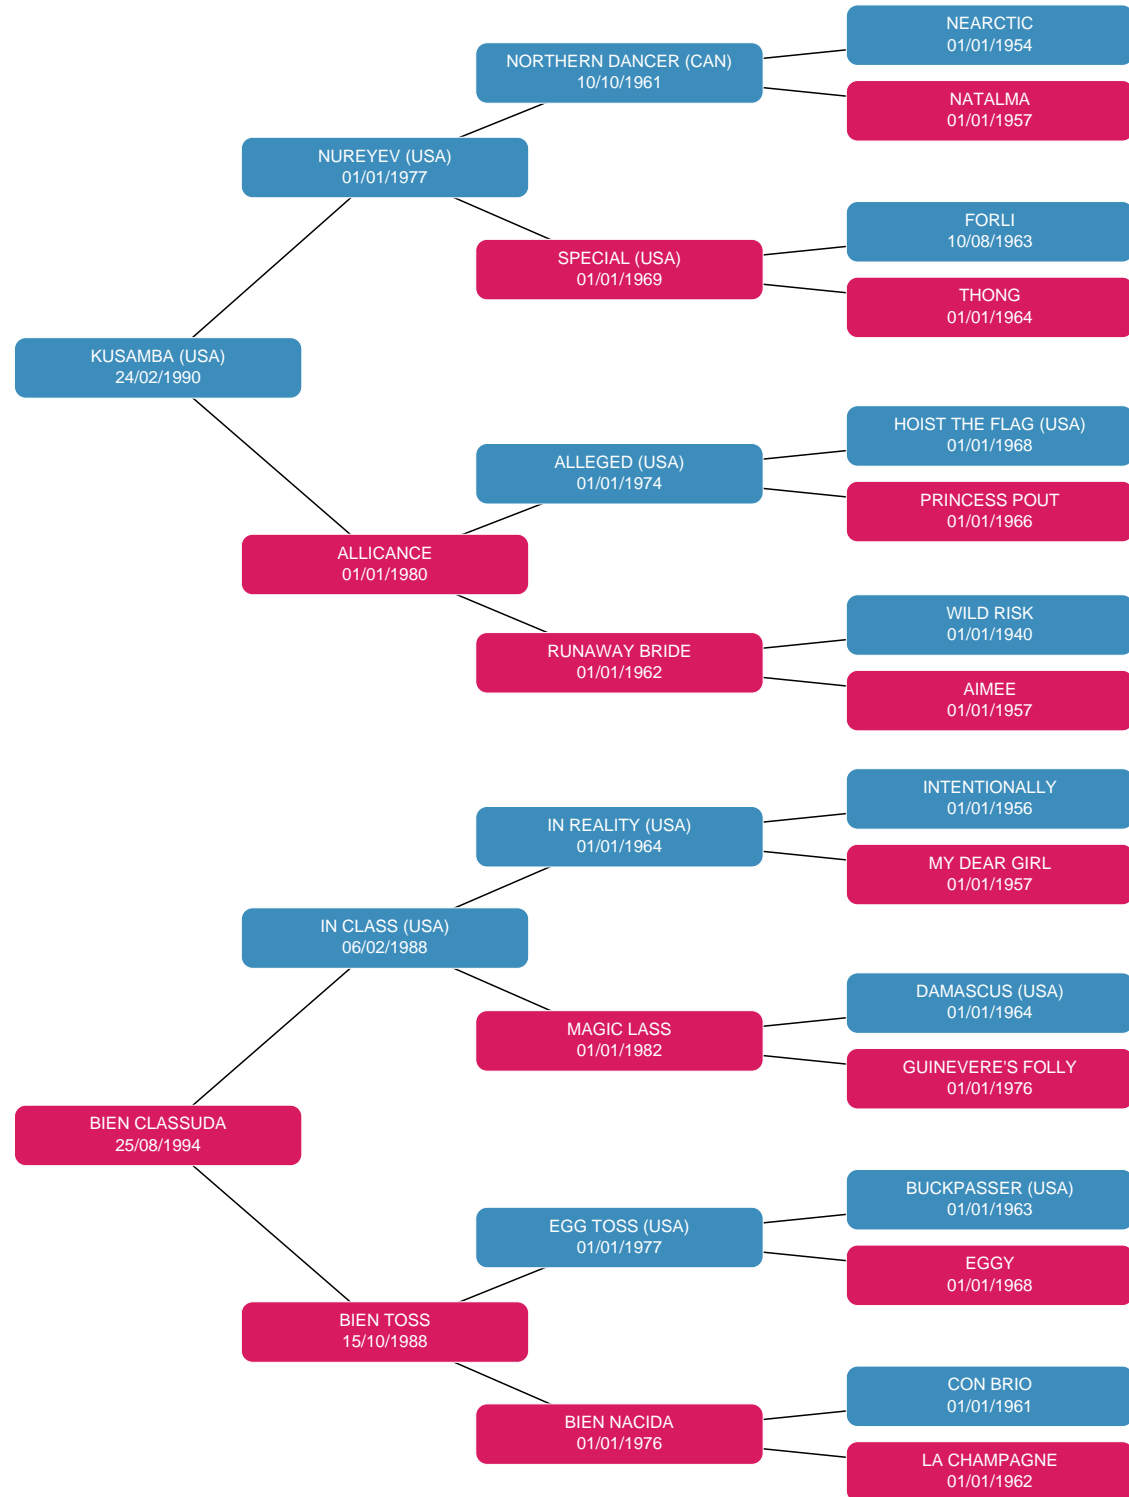 NEARCTIC
01/01/1954
NORTHERN DANCER (CAN)
10/10/1961
NATALMA
01/01/1957
NUREYEV (USA)
01/01/1977
FORLI
10/08/1963
SPECIAL (USA)
01/01/1969
THONG
01/01/1964
KUSAMBA (USA)
24/02/1990
HOIST THE FLAG (USA)
01/01/1968
ALLEGED (USA)
01/01/1974
PRINCESS POUT
01/01/1966
ALLICANCE
01/01/1980
WILD RISK
01/01/1940
RUNAWAY BRIDE
01/01/1962
AIMEE
01/01/1957
INTENTIONALLY
01/01/1956
IN REALITY (USA)
01/01/1964
MY DEAR GIRL
01/01/1957
IN CLASS (USA)
06/02/1988
DAMASCUS (USA)
01/01/1964
MAGIC LASS
01/01/1982
GUINEVERE'S FOLLY
01/01/1976
BIEN CLASSUDA
25/08/1994
BUCKPASSER (USA)
01/01/1963
EGG TOSS (USA)
01/01/1977
EGGY
01/01/1968
BIEN TOSS
15/10/1988
CON BRIO
01/01/1961
BIEN NACIDA
01/01/1976
LA CHAMPAGNE
01/01/1962